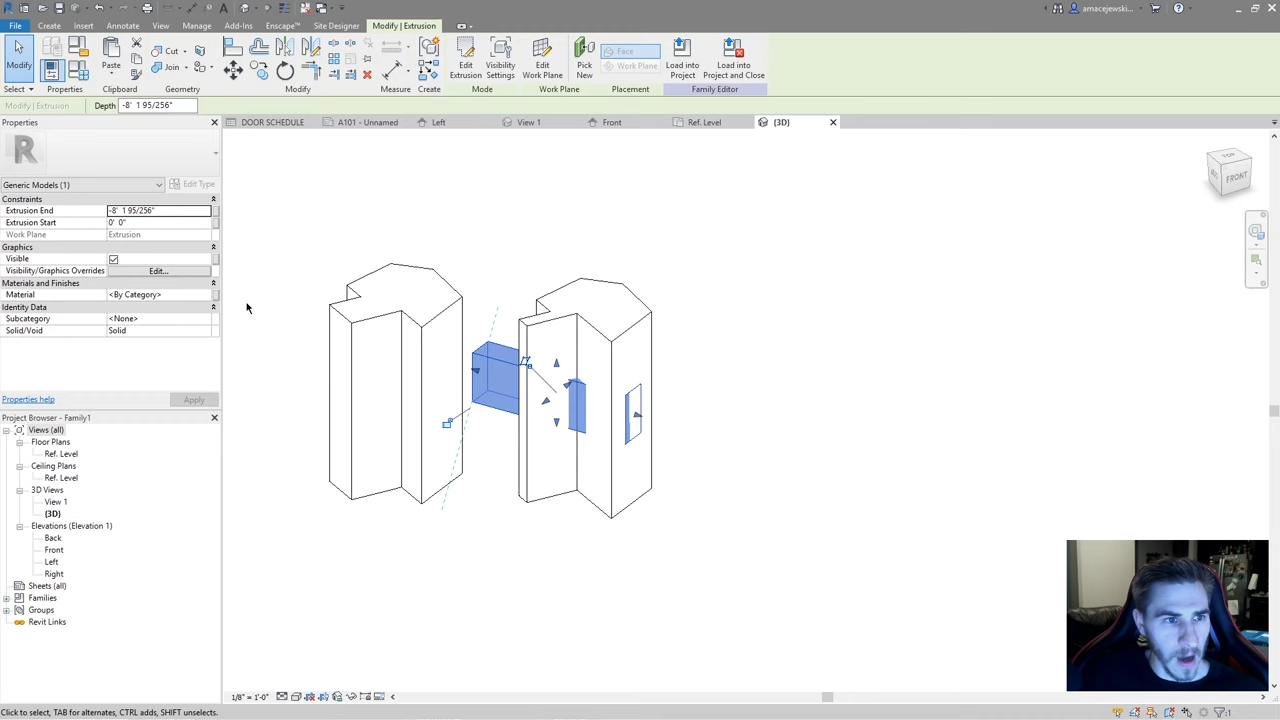 amacejewski...
File Create Insert Annotate View Manage Add-Ins Enscape™ Site Designer Modify | Extrusion
Modify
Paste
Cut
Join
Edit Extrusion
Visibility Settings
Edit Work Plane
Pick New
Face
Work Plane
Load into Project
Load into Project and Close
Select Properties Clipboard Geometry Modify Measure Create Mode Work Plane Placement Family Editor
Modify | Extrusion Depth -8' 1 95/256"
Properties
DOOR SCHEDULE A101 - Unnamed Left View 1 Front Ref. Level {3D}
R
TOP
FRONT
Generic Models (1) Edit Type
Constraints
Extrusion End -8' 1 95/256"
Extrusion Start 0' 0"
Work Plane Extrusion
Graphics
Visible
Visibility/Graphics Overrides Edit...
Materials and Finishes
Material <By Category>
Identity Data
Subcategory <None>
Solid/Void Solid
Properties help Apply
Project Browser - Family1
Views (all)
Floor Plans
Ref. Level
Ceiling Plans
Ref. Level
3D Views
View 1
{3D}
Elevations (Elevation 1)
Back
Front
Left
Right
Sheets (all)
Families
Groups
Revit Links
1/8" = 1'-0"
Click to select, TAB for alternates, CTRL adds, SHIFT unselects. :1